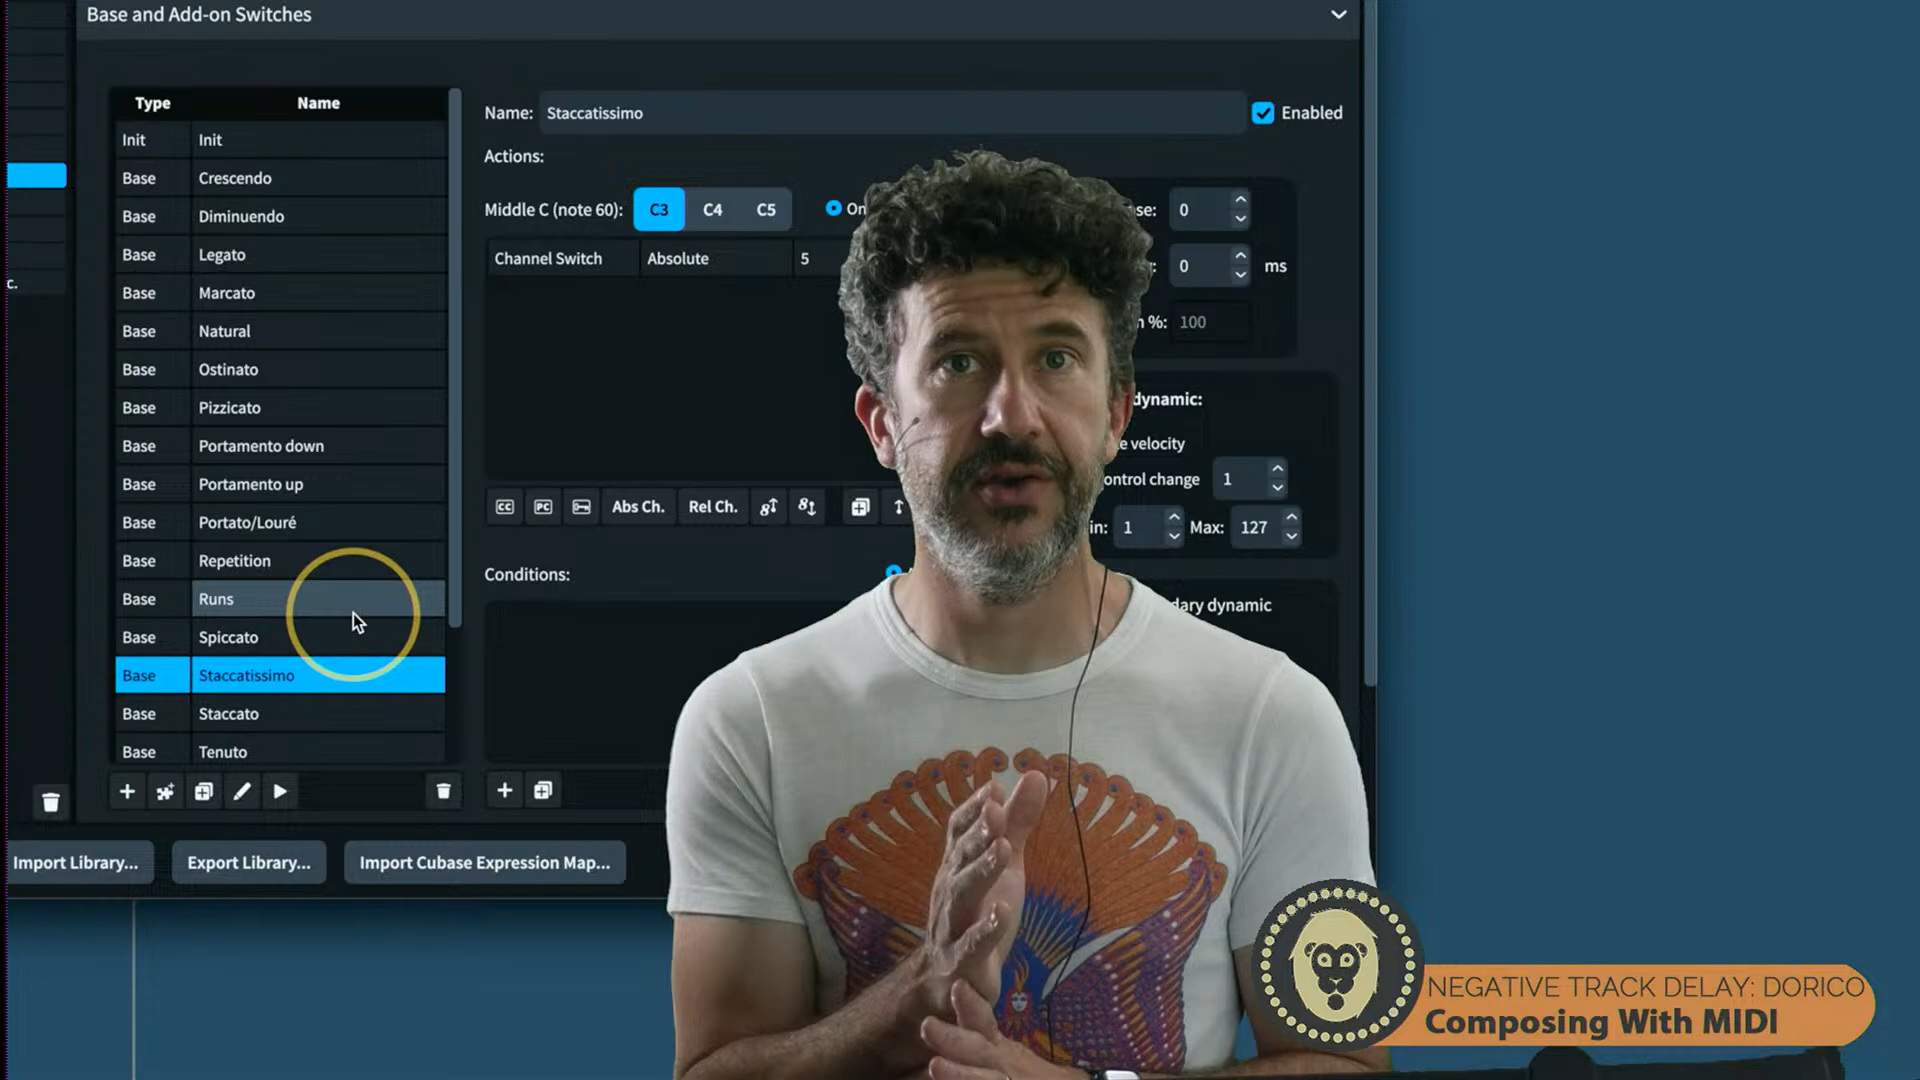 Base and Add-on Switches
Type Name
Init Init
Base Crescendo
Base Diminuendo
Base Legato
Base Marcato
Base Natural
Base Ostinato
Base Pizzicato
Base Portamento down
Base Portamento up
Base Portato/Louré
Base Repetition
Base Runs
Base Spiccato
Base Staccatissimo
Base Staccato
Base Tenuto
c.
Name: Staccatissimo Enabled
Actions:
Middle C (note 60): C3 C4 C5 On
se: 0
Channel Switch Absolute 5
: 0 ms
n %: 100
dynamic:
e velocity
ontrol change 1
in: 1 Max: 127
CC PC Abs Ch. Rel Ch. 8 8
Conditions:
dary dynamic
Import Library... Export Library... Import Cubase Expression Map...
NEGATIVE TRACK DELAY: DORICO
Composing With MIDI